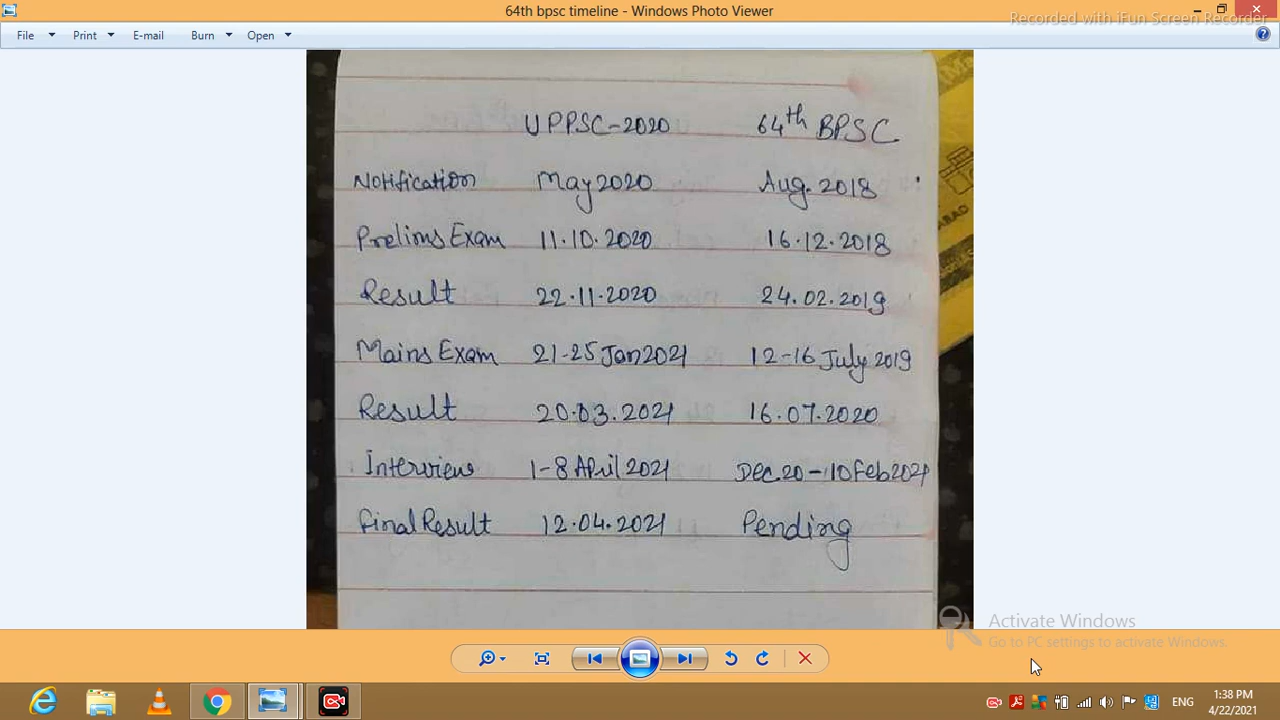 64th bpsc timeline - Windows Photo Viewer
Recorded with iFun Screen Recorder
File Print E-mail Burn Open
UPPSC-2020 64th BPSC
Notification May 2020 Aug. 2018
Prelims Exam 11.10.2020 16.12.2018
Result 22.11.2020 24.02.2019
Mains Exam 21-25 Jan 2021 12-16 July 2019
Result 20.03.2021 16.07.2020
Interview 1-8 April 2021 Dec.20-10 Feb 2021
Final Result 12.04.2021 Pending
Activate Windows
Go to PC settings to activate Windows.
ENG 1:38 PM
4/22/2021